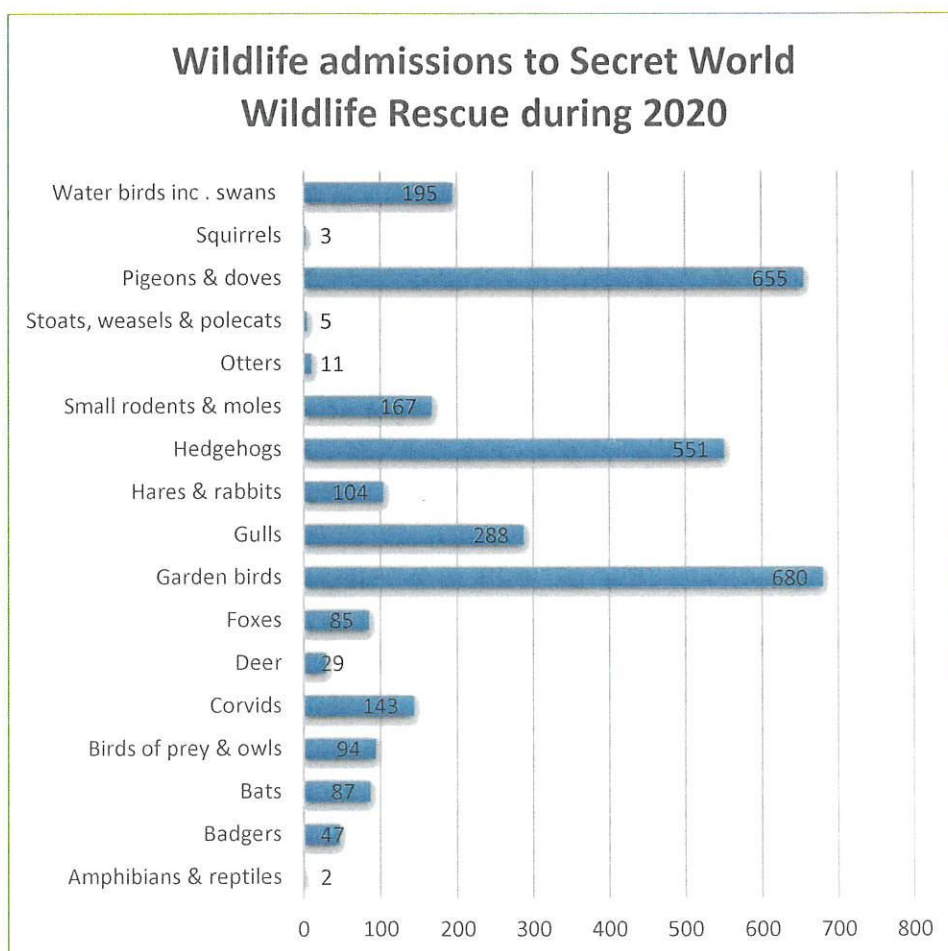 Wildlife admissions to Secret World
Wildlife Rescue during 2020
Water birds inc . swans 195
Squirrels 3
Pigeons & doves 655
Stoats, weasels & polecats 5
Otters 11
Small rodents & moles 167
Hedgehogs 551
Hares & rabbits 104
Gulls 288
Garden birds 680
Foxes 85
Deer 29
Corvids 143
Birds of prey & owls 94
Bats 87
Badgers 47
Amphibians & reptiles 2
0 100 200 300 400 500 600 700 800